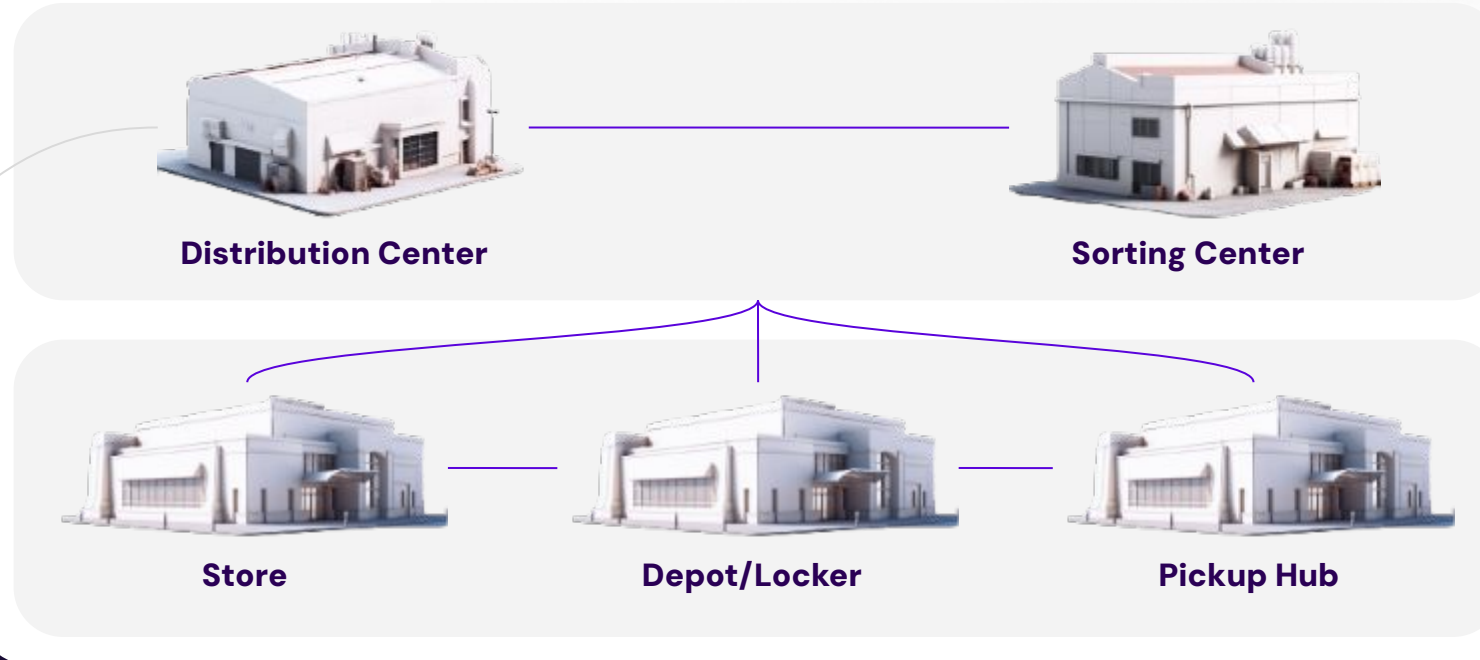 Distribution Center
Sorting Center
Store
Depot/Locker
Pickup Hub